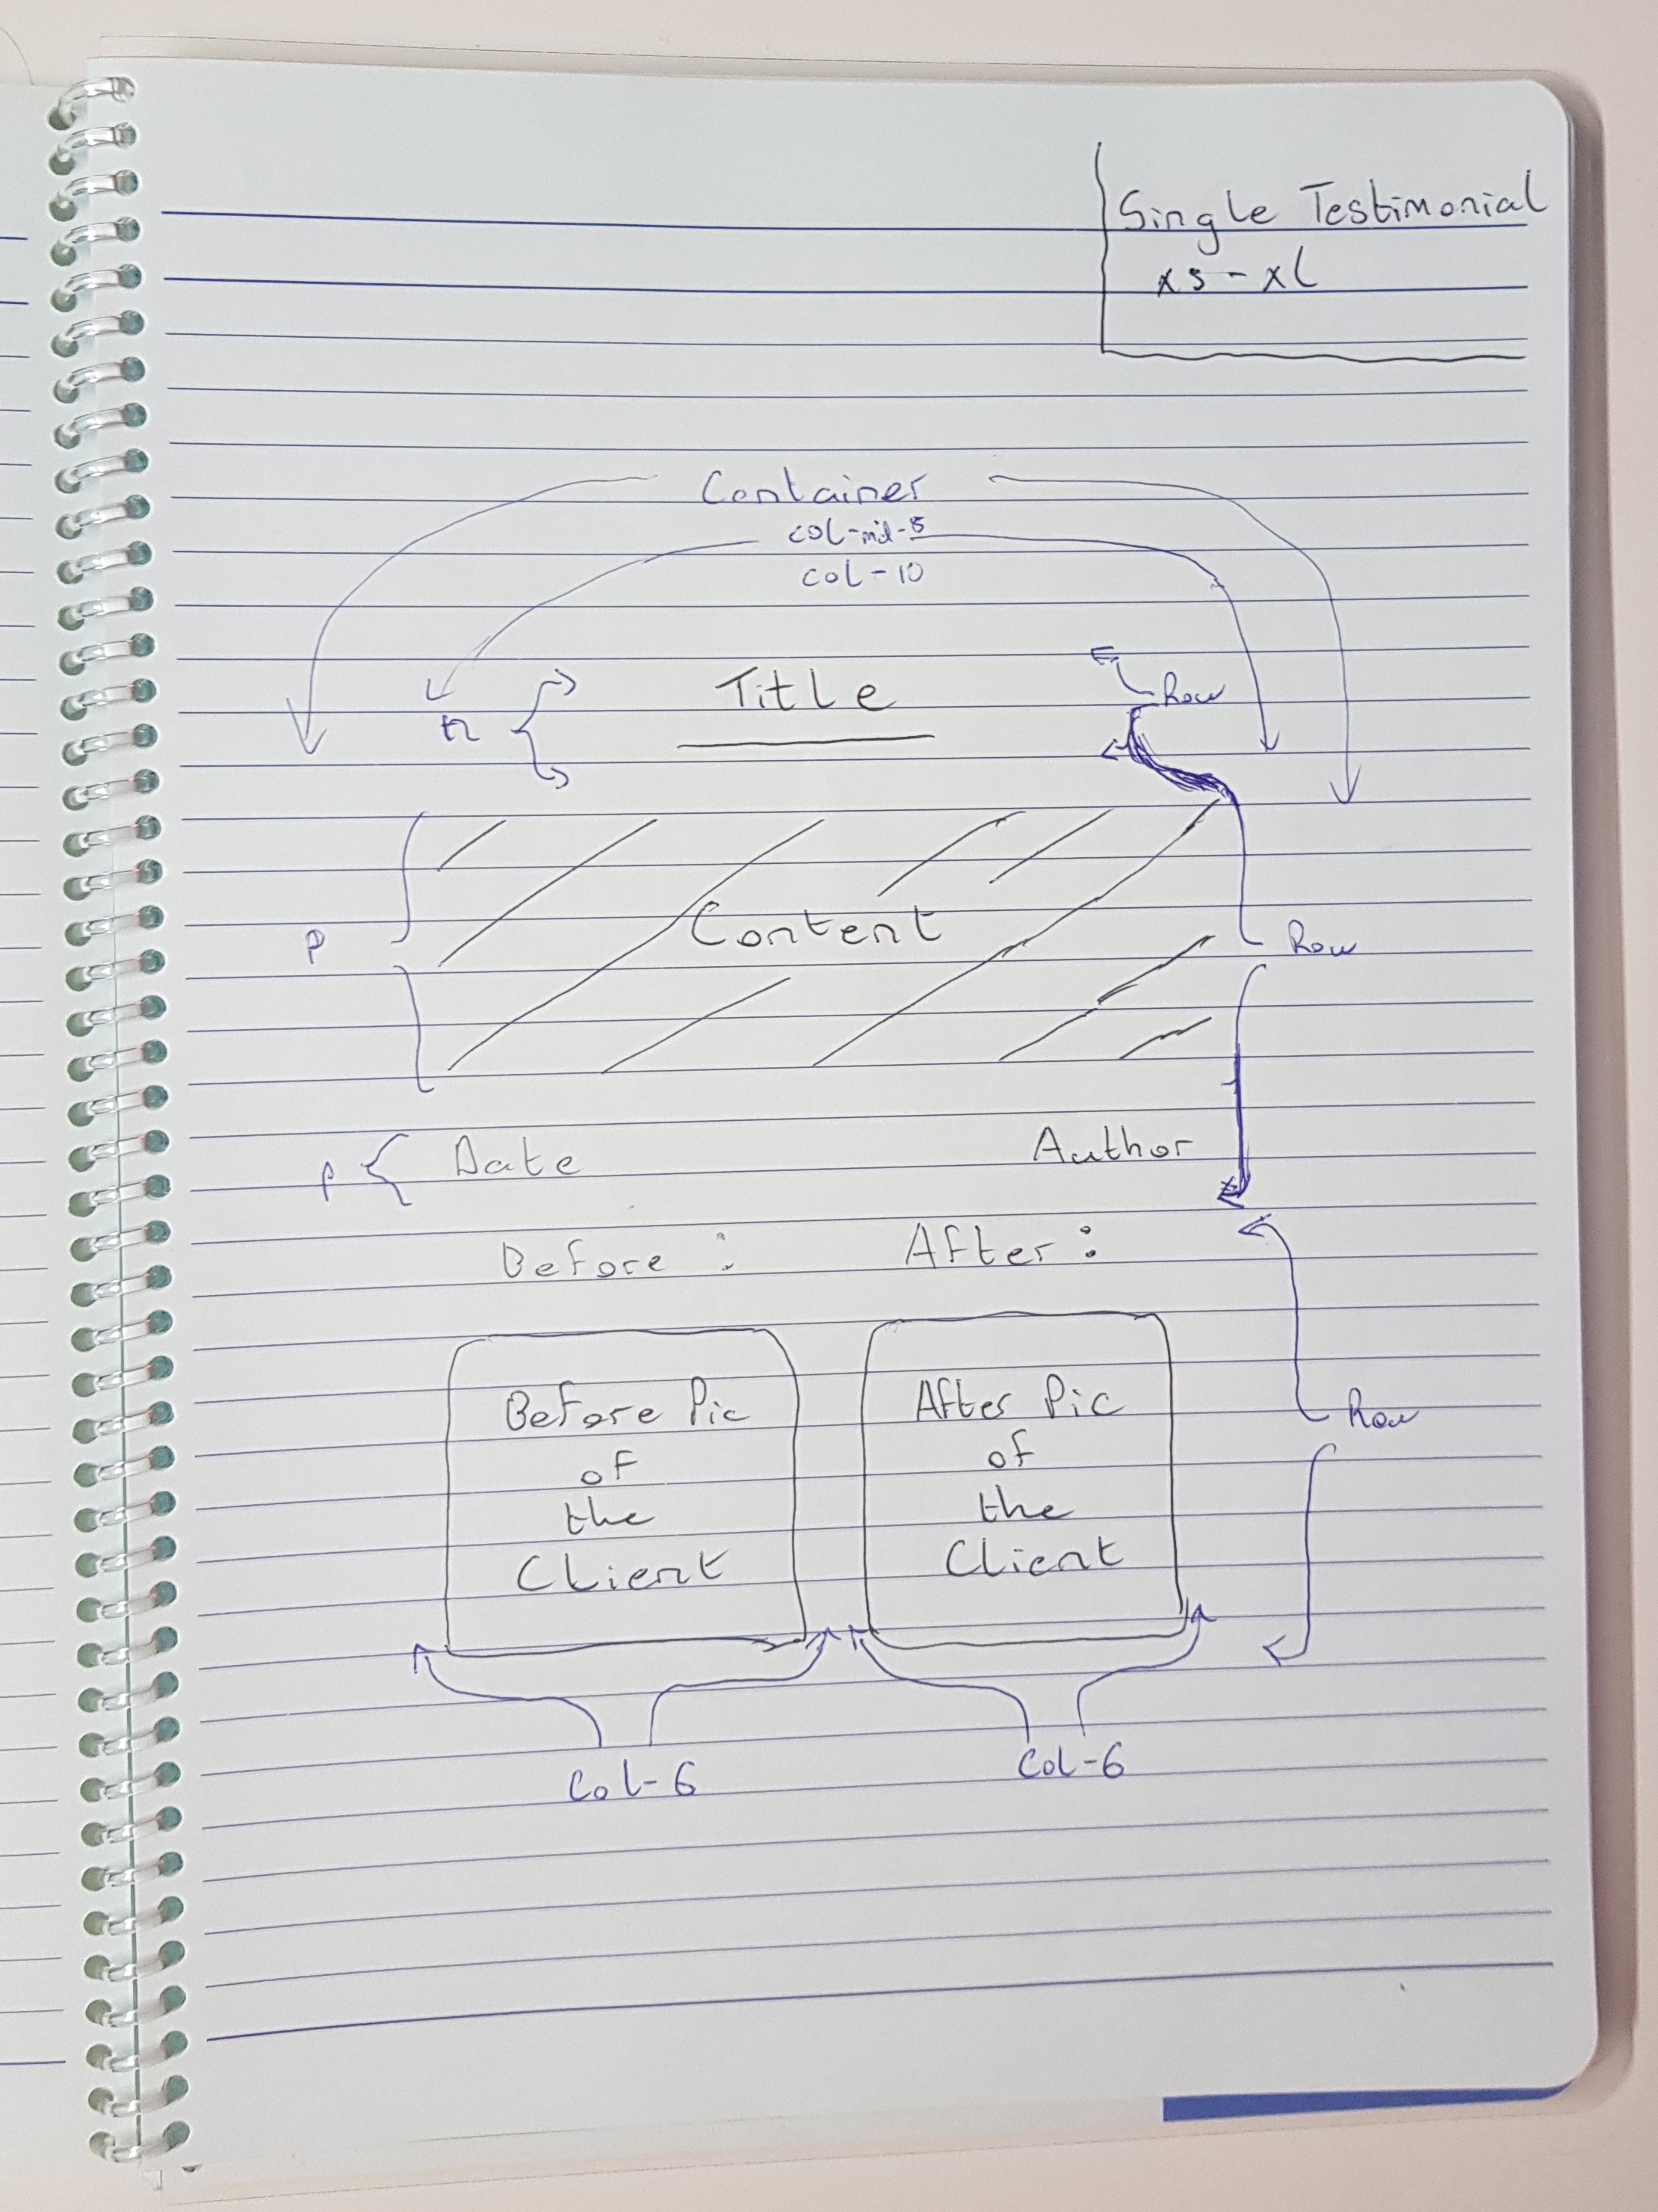 Single Testimonial
xs - xl
Container
col-md-8
col-10
Title
Row
Content
P
Row
P
Date
Author
Before :
After :
Before Pic
of
the
Client
After Pic
of
the
Client
Row
Col-6
Col-6